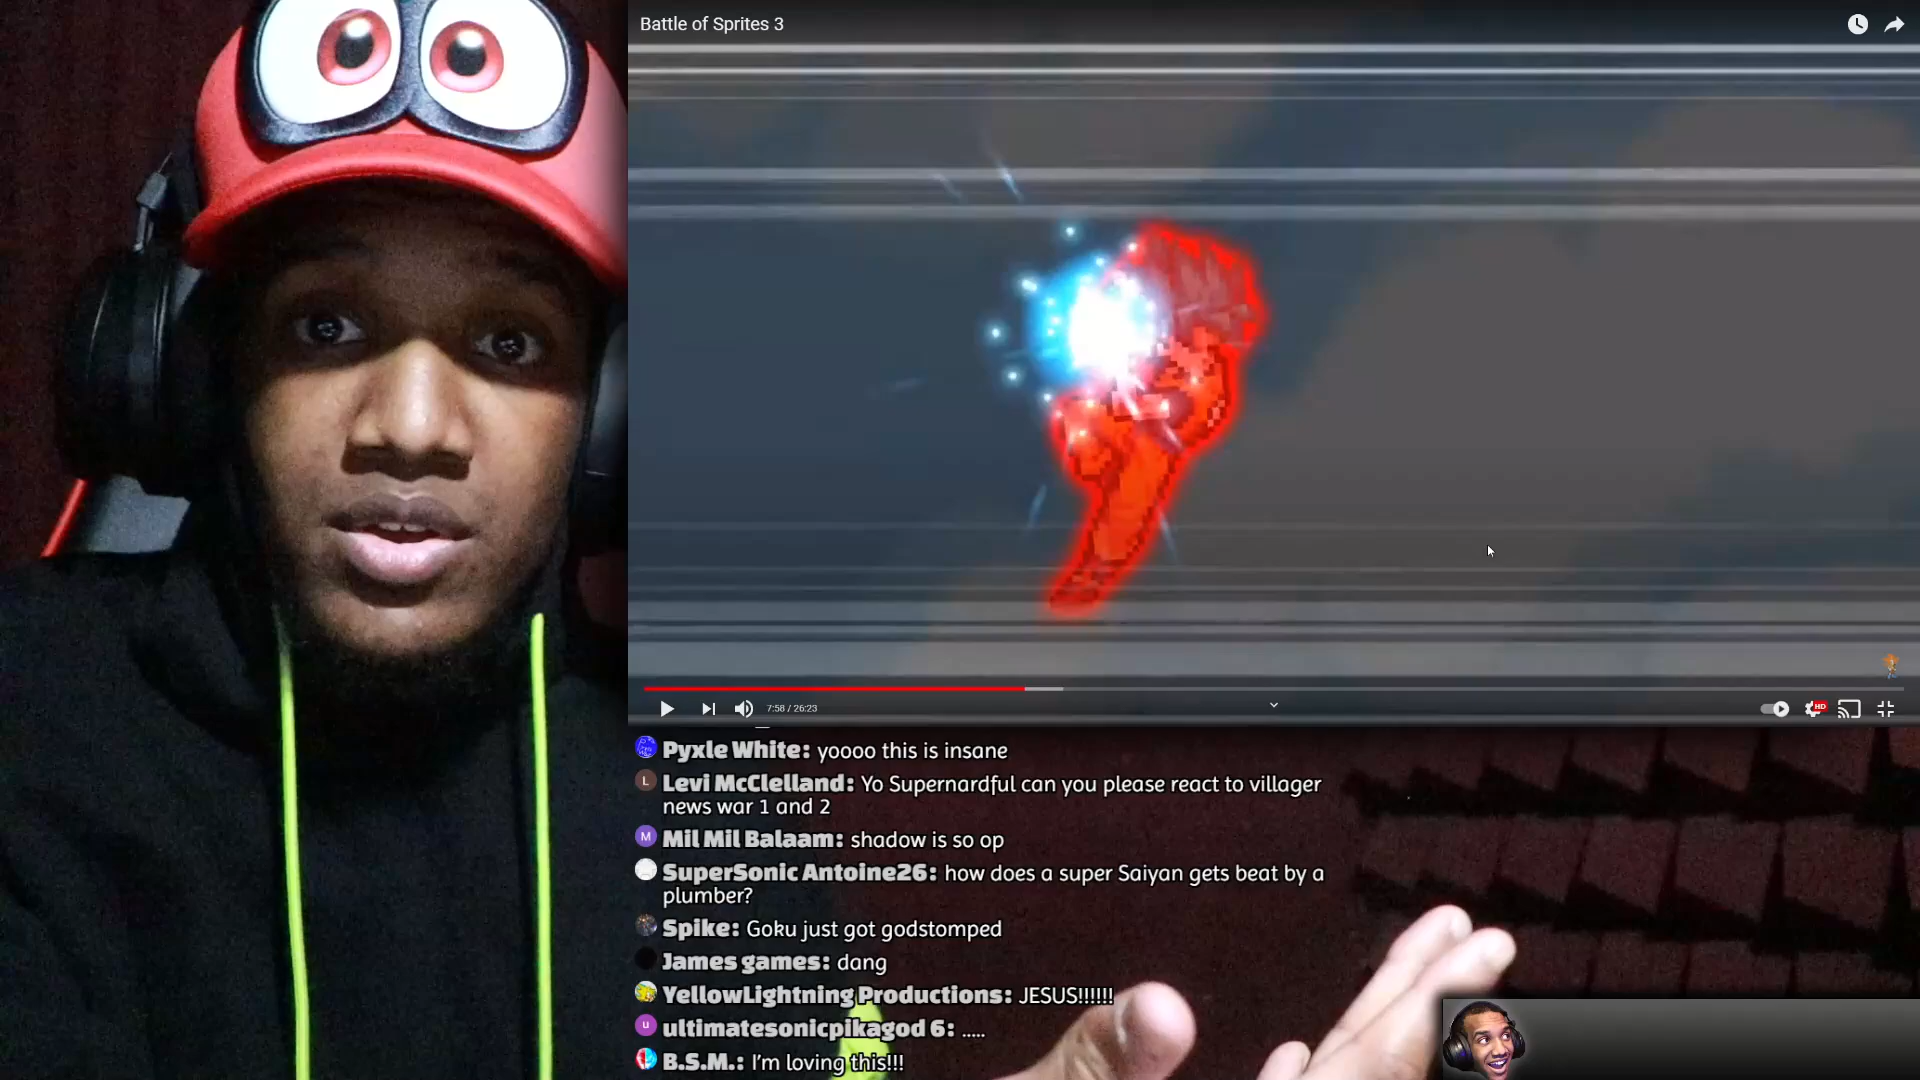 Battle of Sprites 3
7:58 / 26:23
HD
Pyxle White: yoooo this is insane
L Levi McClelland: Yo Supernardful can you please react to villager
news war 1 and 2
M Mil Mil Balaam: shadow is so op
SuperSonic Antoine26: how does a super Saiyan gets beat by a
plumber?
Spike: Goku just got godstomped
James games: dang
YellowLightning Productions: JESUS!!!!!!
u ultimatesonicpikagod 6: .....
B.S.M.: I'm loving this!!!